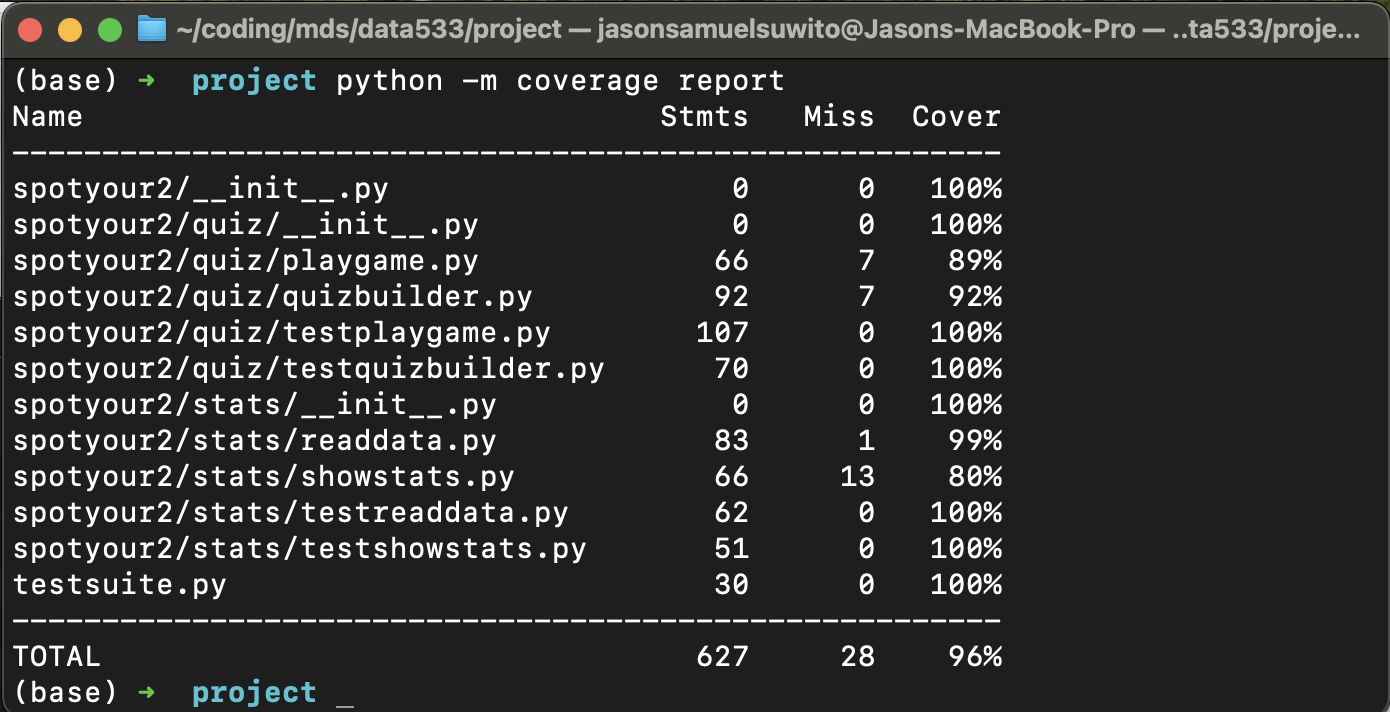 ~/coding/mds/data533/project — jasonsamuelsuwito@Jasons-MacBook-Pro — ..ta533/proje...
(base) ➜  project python -m coverage report
Name                                    Stmts   Miss  Cover
-------------------------------------------------------
spotyour2/__init__.py                       0      0   100%
spotyour2/quiz/__init__.py                  0      0   100%
spotyour2/quiz/playgame.py                 66      7    89%
spotyour2/quiz/quizbuilder.py              92      7    92%
spotyour2/quiz/testplaygame.py            107      0   100%
spotyour2/quiz/testquizbuilder.py          70      0   100%
spotyour2/stats/__init__.py                 0      0   100%
spotyour2/stats/readdata.py                83      1    99%
spotyour2/stats/showstats.py               66     13    80%
spotyour2/stats/testreaddata.py            62      0   100%
spotyour2/stats/testshowstats.py           51      0   100%
testsuite.py                               30      0   100%
-------------------------------------------------------
TOTAL                                     627     28    96%
(base) ➜  project _